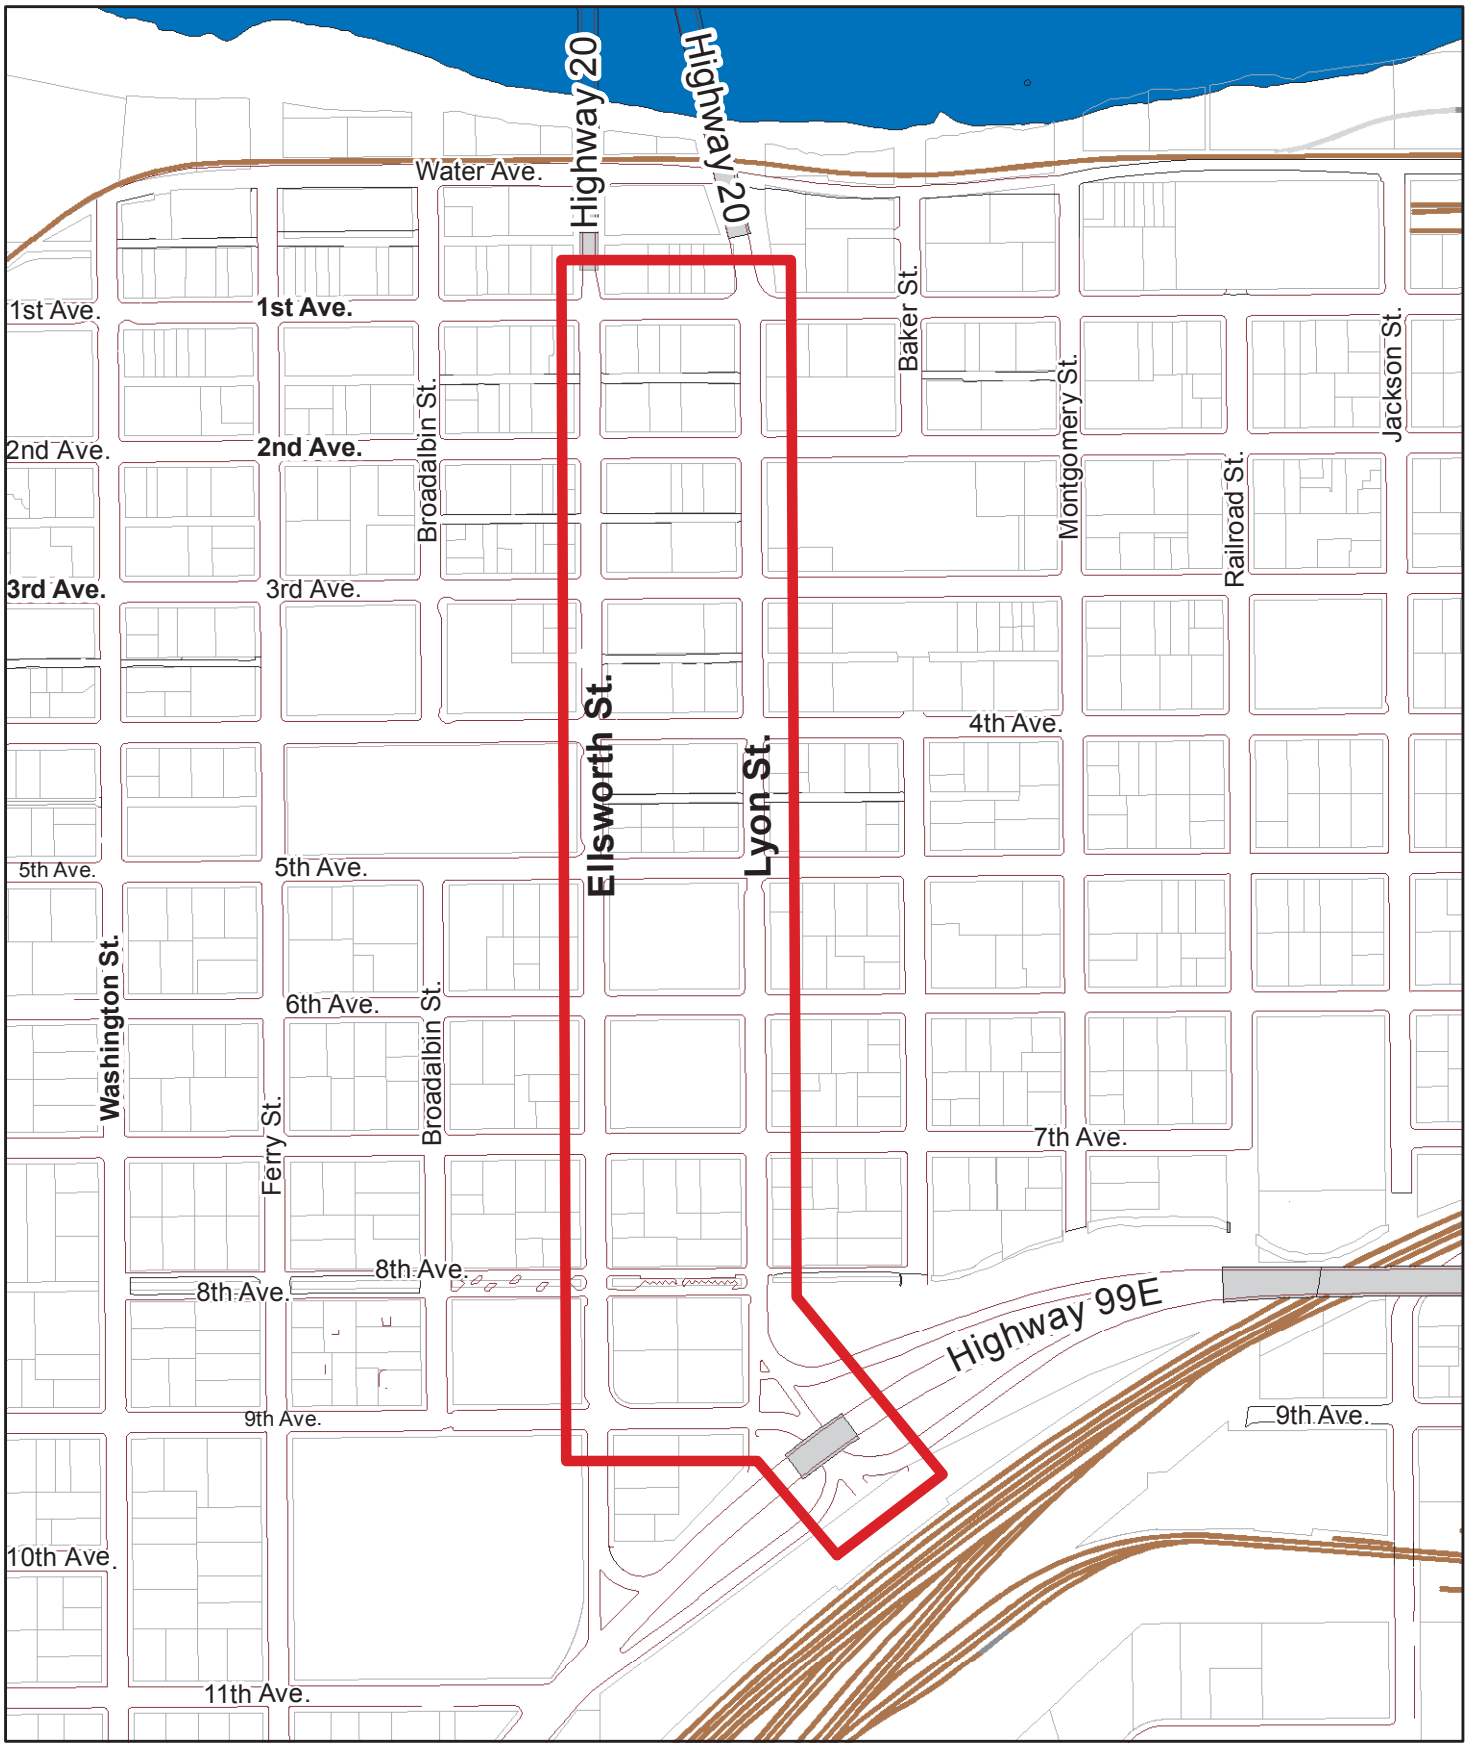 Highway 20
Highway 20
Water Ave.
1st Ave.
1st Ave.
Baker St.
Jackson St.
Montgomery St.
Broadalbin St.
2nd Ave.
2nd Ave.
Railroad St.
3rd Ave.
3rd Ave.
Ellsworth St.
4th Ave.
Lyon St.
5th Ave.
5th Ave.
Washington St.
6th Ave.
Broadalbin St.
Ferry St.
7th Ave.
8th Ave.
8th Ave.
Highway 99E
9th Ave.
9th Ave.
10th Ave.
11th Ave.